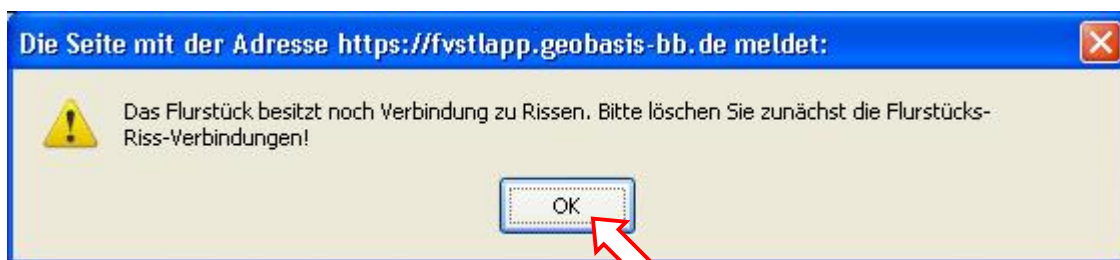 Die Seite mit der Adresse https://fvstlapp.geobasis-bb.de meldet:
Das Flurstück besitzt noch Verbindung zu Rissen. Bitte löschen Sie zunächst die Flurstücks-
Riss-Verbindungen!
OK